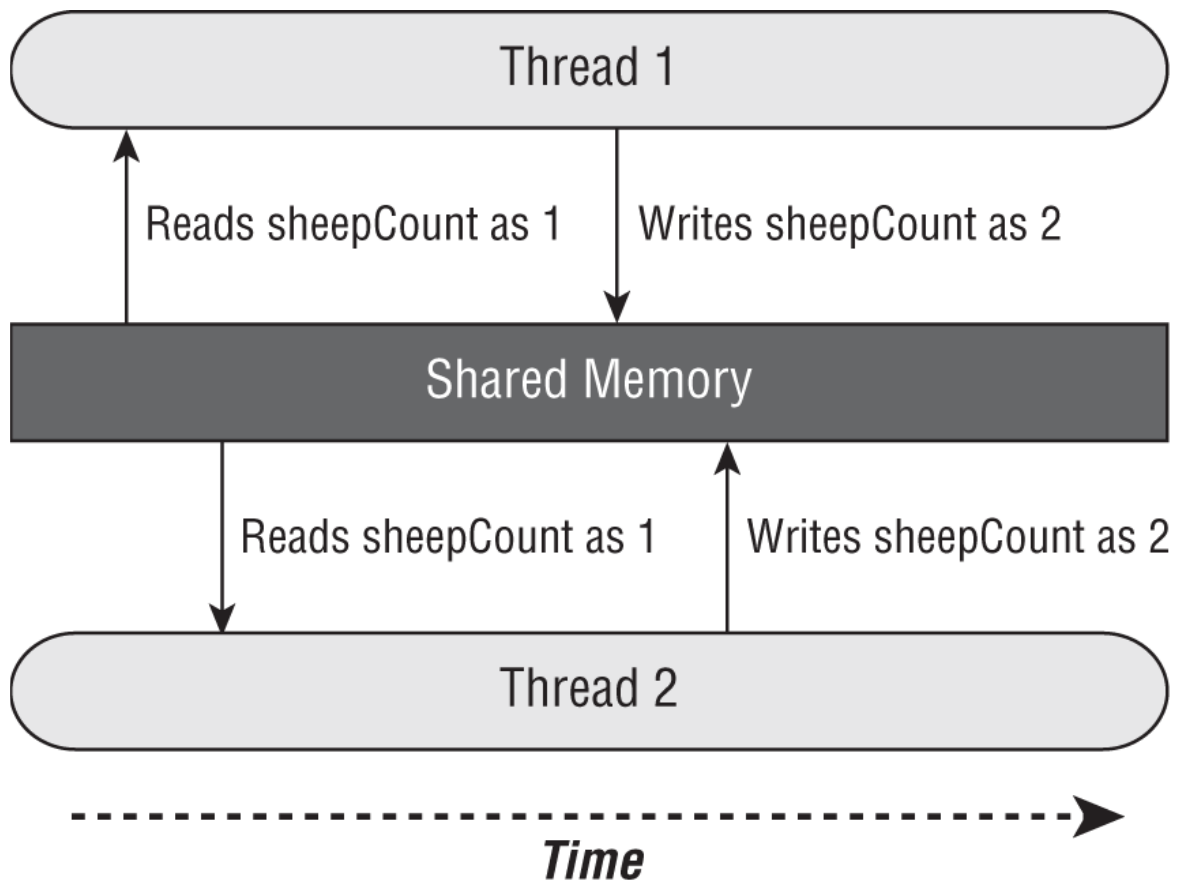 Thread 1
Reads sheepCount as 1
Writes sheepCount as 2
Shared Memory
Reads sheepCount as 1
Writes sheepCount as 2
Thread 2
Time